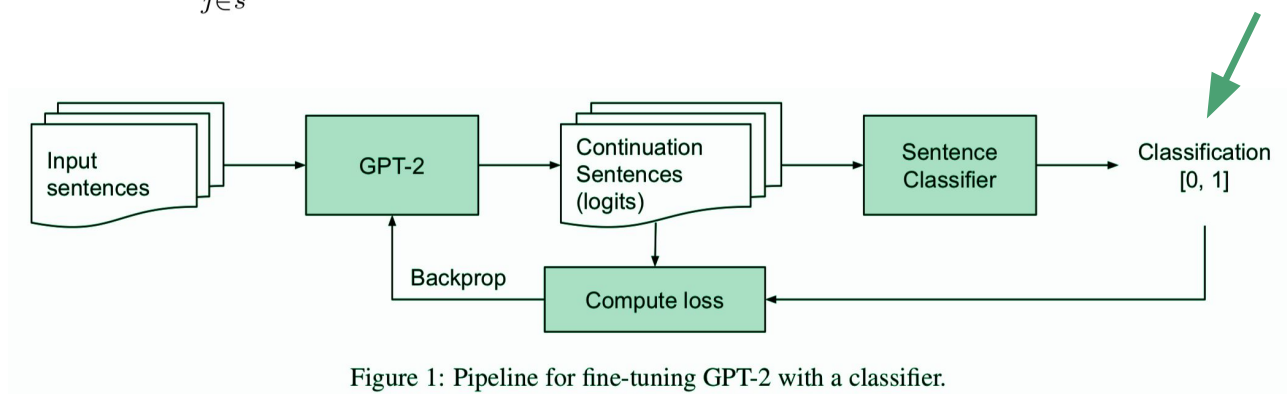 j∈s
Input
sentences
GPT-2
Continuation
Sentences
(logits)
Sentence
Classifier
Classification
[0, 1]
Backprop
Compute loss
Figure 1: Pipeline for fine-tuning GPT-2 with a classifier.